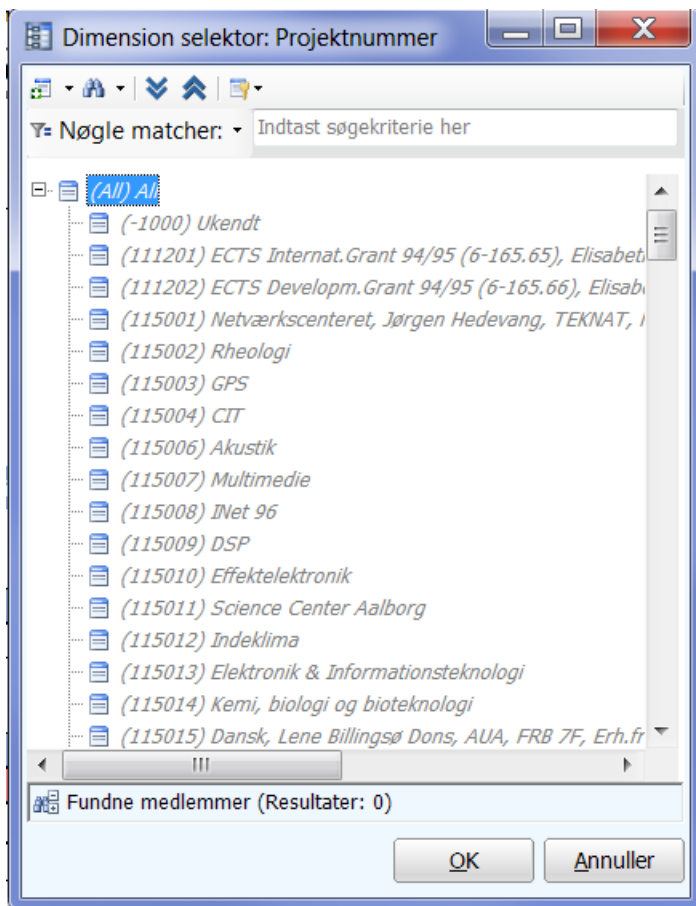 Dimension selektor: Projektnummer
Nøgle matcher:
Indtast søgekriterie her
(All) All
(-1000) Ukendt
(111201) ECTS Internat.Grant 94/95 (6-165.65),
(111202) ECTS Developm.Grant 94/95 (6-165.66),
(115001) Netværkscenteret, Jørgen Hedevang, TEKNAT,
(115002) Rheologi
(115003) GPS
(115004) CIT
(115006) Akustik
(115007) Multimedie
(115008) INet 96
(115009) DSP
(115010) Effektelektronik
(115011) Science Center Aalborg
(115012) Indeklima
(115013) Elektronik & Informationsteknologi
(115014) Kemi, biologi og bioteknologi
(115015) Dansk, Lene Billingsø Dons, AUA, FRB 7F, Erh.fr
Fundne medlemmer (Resultater: 0)
OK
Annuller